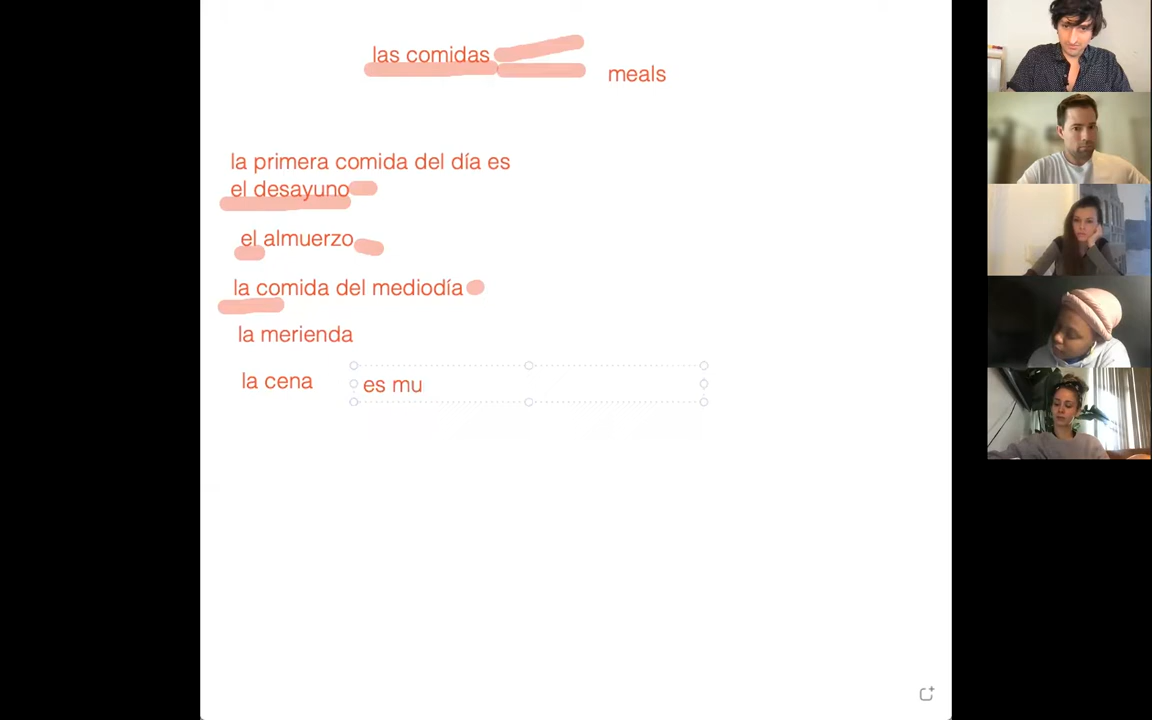 las comidas
meals
la primera comida del día es
el desayuno
el almuerzo
la comida del mediodía
la merienda
la cena
es mu